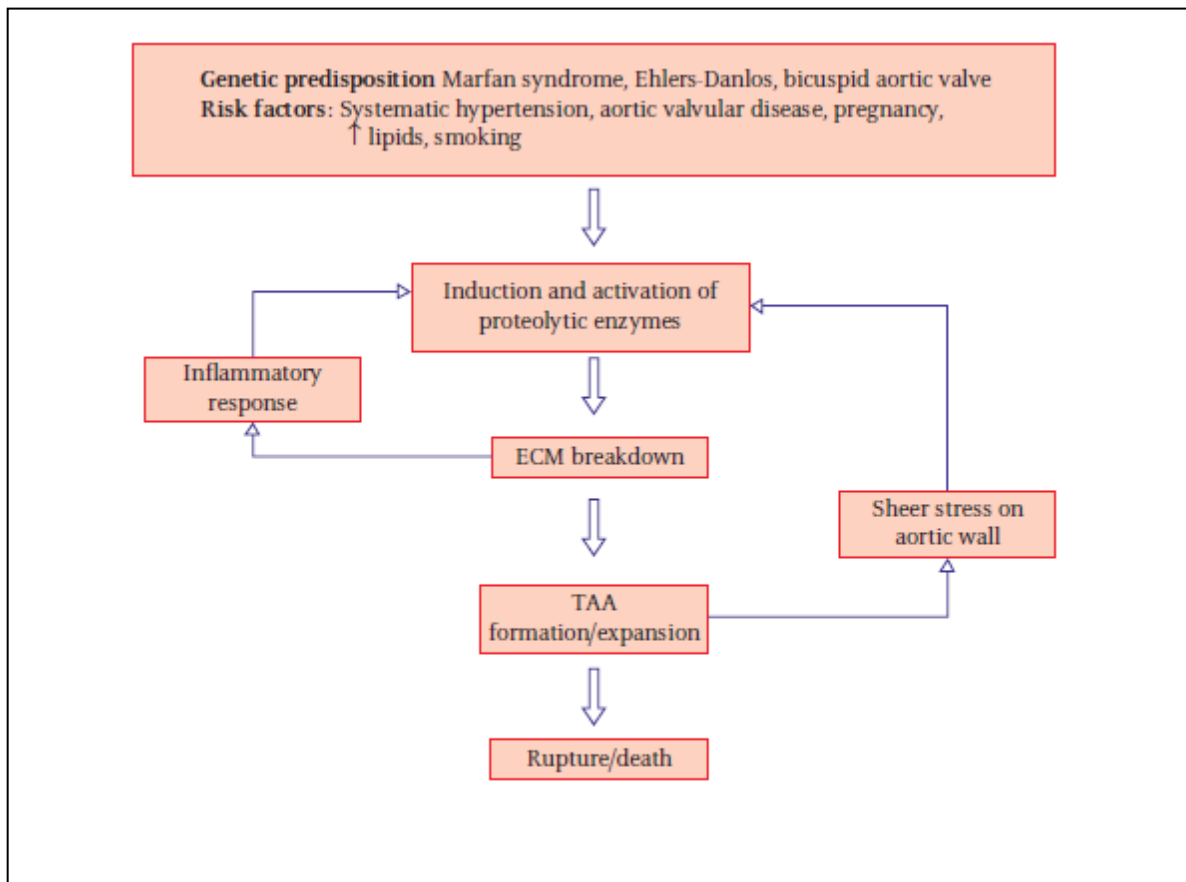 Genetic predisposition Marfan syndrome, Ehlers-Danlos, bicuspid aortic valve
Risk factors: Systematic hypertension, aortic valvular disease, pregnancy,
↑ lipids, smoking
Induction and activation of
proteolytic enzymes
Inflammatory
response
ECM breakdown
Sheer stress on
aortic wall
TAA
formation/expansion
Rupture/death